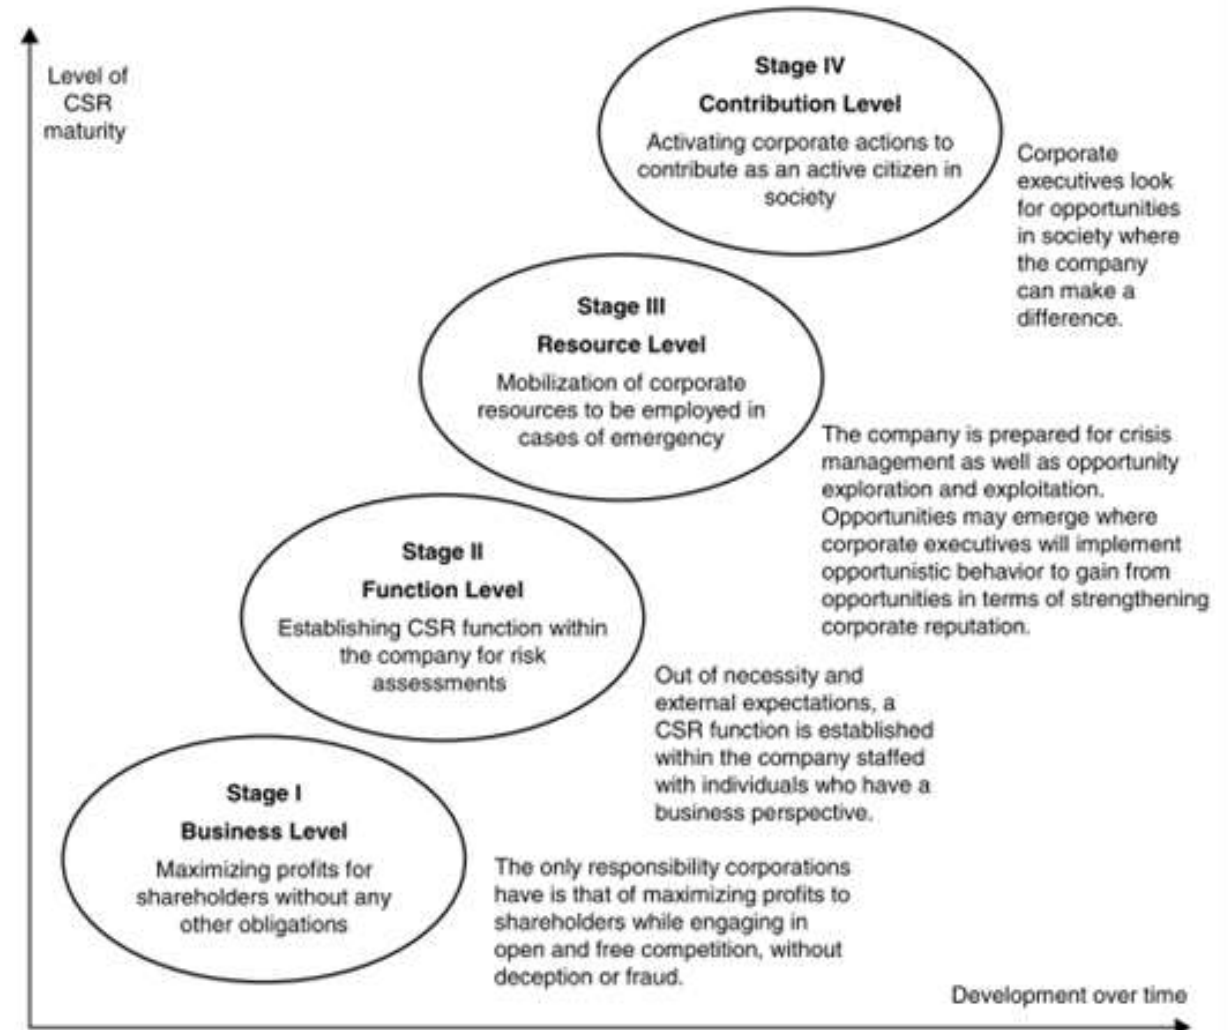 Level of
CSR
maturity
Stage IV
Contribution Level
Activating corporate actions to
contribute as an active citizen in
society
Corporate
executives look
for opportunities
in society where
the company
can make a
difference.
Stage III
Resource Level
Mobilization of corporate
resources to be employed in
cases of emergency
The company is prepared for crisis
management as well as opportunity
exploration and exploitation.
Opportunities may emerge where
corporate executives will implement
opportunistic behavior to gain from
opportunities in terms of strengthening
corporate reputation.
Stage II
Function Level
Establishing CSR function within
the company for risk
assessments
Out of necessity and
external expectations, a
CSR function is established
within the company staffed
with individuals who have a
business perspective.
Stage I
Business Level
Maximizing profits for
shareholders without any
other obligations
The only responsibility corporations
have is that of maximizing profits to
shareholders while engaging in
open and free competition, without
deception or fraud.
Development over time